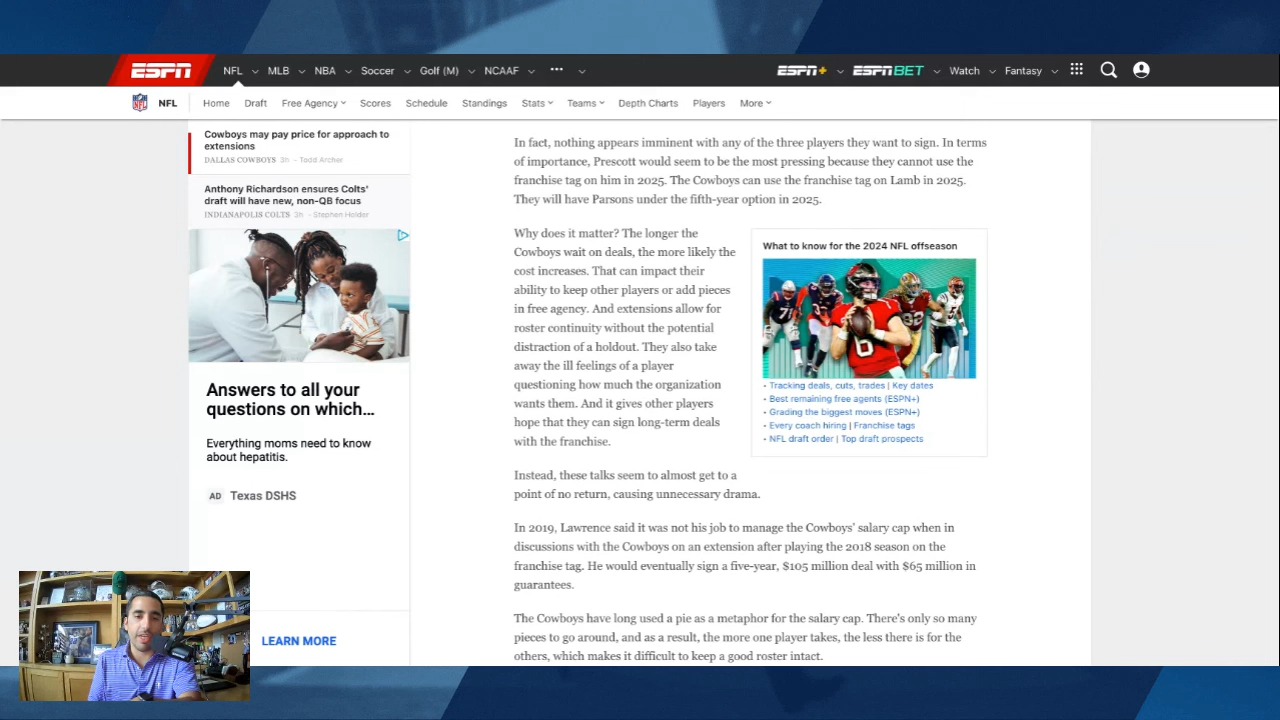 ESPN
NFL MLB NBA Soccer Golf (M) NCAAF ••• ESPN+ ESPN BET Watch Fantasy
NFL Home Draft Free Agency Scores Schedule Standings Stats Teams Depth Charts Players More
Cowboys may pay price for approach to
extensions
DALLAS COWBOYS 3h - Todd Archer
Anthony Richardson ensures Colts'
draft will have new, non-QB focus
INDIANAPOLIS COLTS 3h - Stephen Holder
Answers to all your
questions on which...
Everything moms need to know
about hepatitis.
AD Texas DSHS
LEARN MORE
In fact, nothing appears imminent with any of the three players they want to sign. In terms
of importance, Prescott would seem to be the most pressing because they cannot use the
franchise tag on him in 2025. The Cowboys can use the franchise tag on Lamb in 2025.
They will have Parsons under the fifth-year option in 2025.
Why does it matter? The longer the
Cowboys wait on deals, the more likely the
cost increases. That can impact their
ability to keep other players or add pieces
in free agency. And extensions allow for
roster continuity without the potential
distraction of a holdout. They also take
away the ill feelings of a player
questioning how much the organization
wants them. And it gives other players
hope that they can sign long-term deals
with the franchise.
What to know for the 2024 NFL offseason
71
6
92
• Tracking deals, cuts, trades | Key dates
• Best remaining free agents (ESPN+)
• Grading the biggest moves (ESPN+)
• Every coach hiring | Franchise tags
• NFL draft order | Top draft prospects
Instead, these talks seem to almost get to a
point of no return, causing unnecessary drama.
In 2019, Lawrence said it was not his job to manage the Cowboys' salary cap when in
discussions with the Cowboys on an extension after playing the 2018 season on the
franchise tag. He would eventually sign a five-year, $105 million deal with $65 million in
guarantees.
The Cowboys have long used a pie as a metaphor for the salary cap. There's only so many
pieces to go around, and as a result, the more one player takes, the less there is for the
others, which makes it difficult to keep a good roster intact.